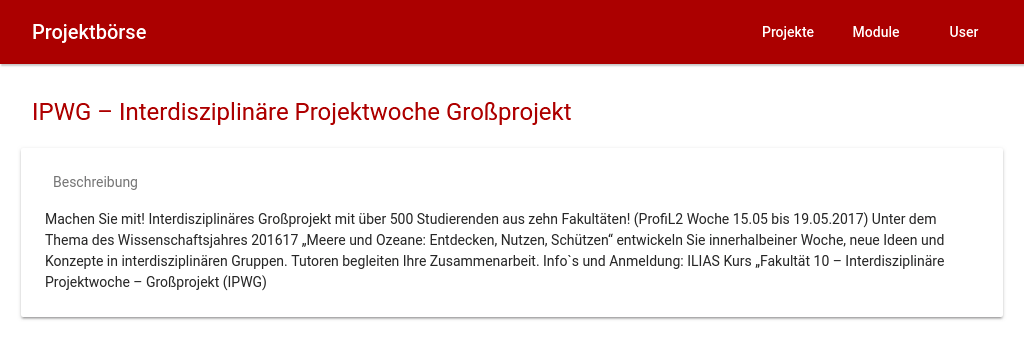 Projektbörse
Projekte Module User
IPWG – Interdisziplinäre Projektwoche Großprojekt
Beschreibung
Machen Sie mit! Interdisziplinäres Großprojekt mit über 500 Studierenden aus zehn Fakultäten! (ProfiL2 Woche 15.05 bis 19.05.2017) Unter dem
Thema des Wissenschaftsjahres 201617 „Meere und Ozeane: Entdecken, Nutzen, Schützen“ entwickeln Sie innerhalbeiner Woche, neue Ideen und
Konzepte in interdisziplinären Gruppen. Tutoren begleiten Ihre Zusammenarbeit. Info`s und Anmeldung: ILIAS Kurs „Fakultät 10 – Interdisziplinäre
Projektwoche – Großprojekt (IPWG)